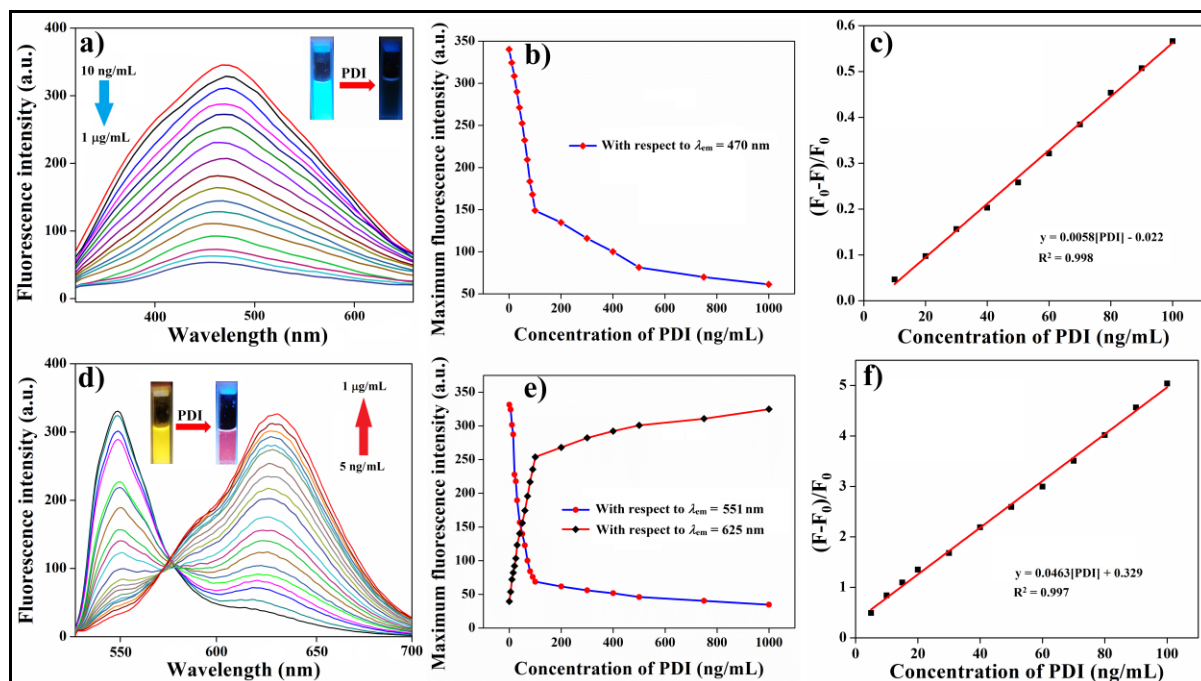 a)
10 ng/mL
1 μg/mL
PDI
Fluorescence intensity (a.u.)
400
300
200
100
0
400
500
600
Wavelength (nm)
b)
Maximum fluorescence intensity (a.u.)
350
300
250
200
150
100
50
0
With respect to λem = 470 nm
0
200
400
600
800
1000
Concentration of PDI (ng/mL)
c)
(F0-F)/F0
0.6
0.5
0.4
0.3
0.2
0.1
0.0
y = 0.0058[PDI] - 0.022
R² = 0.998
0
20
40
60
80
100
Concentration of PDI (ng/mL)
d)
PDI
1 μg/mL
5 ng/mL
Fluorescence intensity (a.u.)
400
300
200
100
0
550
600
650
700
Wavelength (nm)
e)
Maximum fluorescence intensity (a.u.)
400
350
300
250
200
150
100
50
0
With respect to λem = 551 nm
With respect to λem = 625 nm
0
200
400
600
800
1000
Concentration of PDI (ng/mL)
f)
(F-F0)/F0
5
4
3
2
1
0
y = 0.0463[PDI] + 0.329
R² = 0.997
0
20
40
60
80
100
Concentration of PDI (ng/mL)